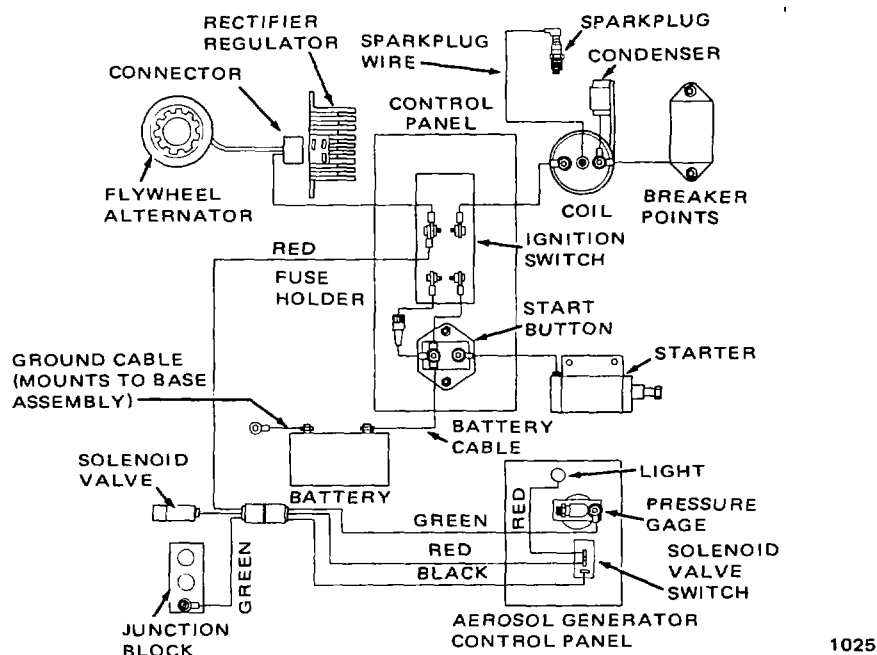 RECTIFIER
REGULATOR
CONNECTOR
SPARKPLUG
WIRE
SPARKPLUG
CONDENSER
CONTROL
PANEL
FLYWHEEL
ALTERNATOR
COIL
BREAKER
POINTS
RED
IGNITION
SWITCH
FUSE
HOLDER
START
BUTTON
STARTER
GROUND CABLE
(MOUNTS TO BASE
ASSEMBLY)
BATTERY
CABLE
SOLENOID
VALVE
BATTERY
LIGHT
RED
PRESSURE
GAGE
GREEN
RED
BLACK
GREEN
SOLENOID
VALVE
SWITCH
JUNCTION
BLOCK
AEROSOL GENERATOR
CONTROL PANEL
1025